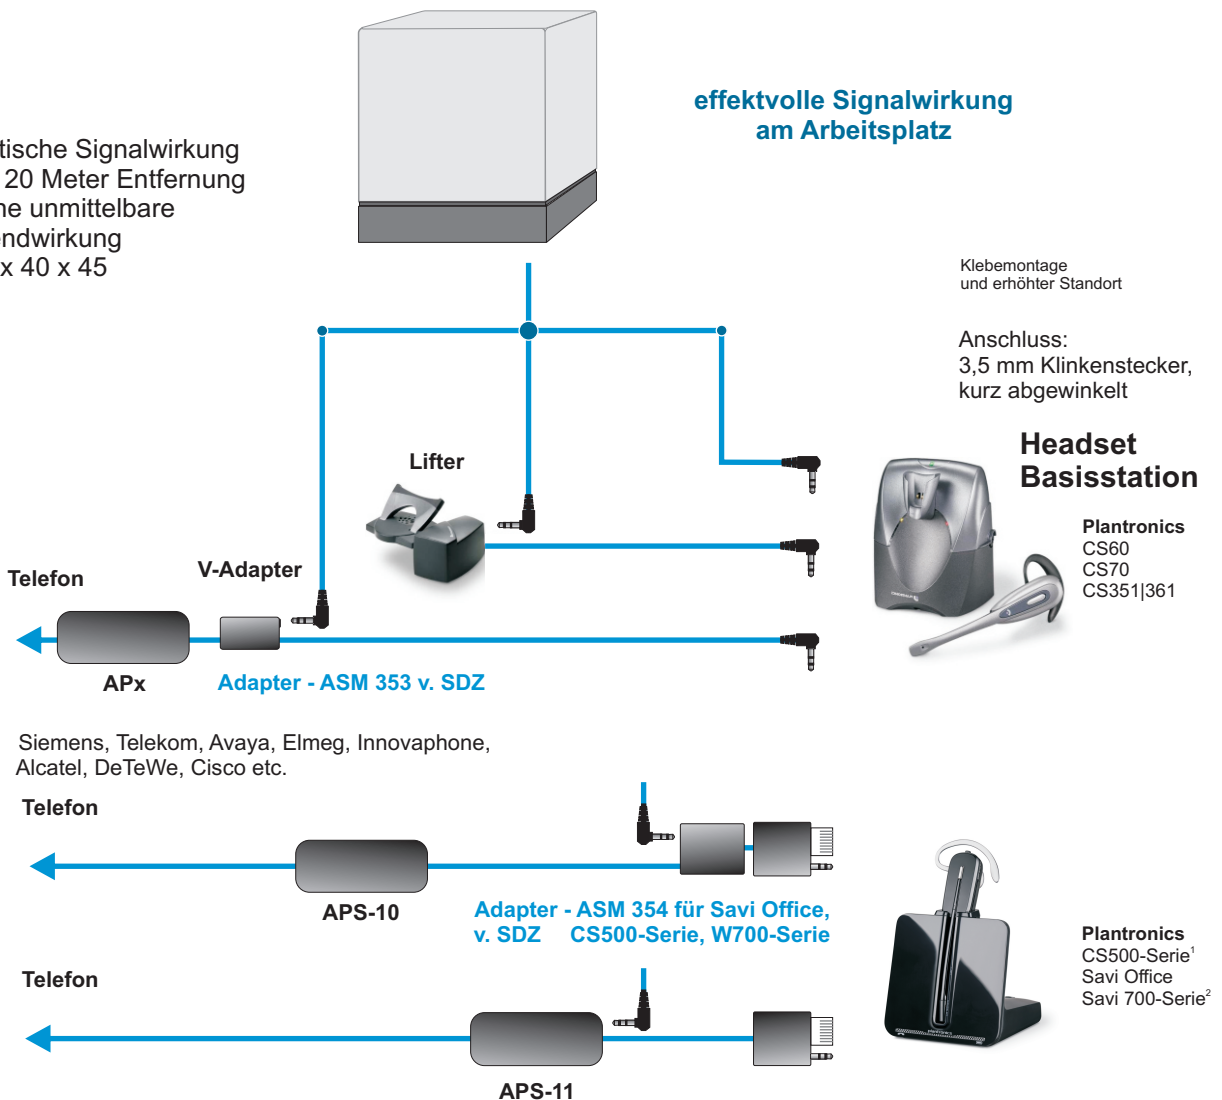 effektvolle Signalwirkung
am Arbeitsplatz
tische Signalwirkung
20 Meter Entfernung
ne unmittelbare
endwirkung
x 40 x 45
Klebemontage
und erhöhter Standort
Anschluss:
3,5 mm Klinkenstecker,
kurz abgewinkelt
Headset
Basisstation
Lifter
Plantronics
CS60
CS70
CS351|361
V-Adapter
Telefon
APx
Adapter - ASM 353 v. SDZ
Siemens, Telekom, Avaya, Elmeg, Innovaphone,
Alcatel, DeTeWe, Cisco etc.
Telefon
APS-10
Adapter - ASM 354 für Savi Office,
v. SDZ CS500-Serie, W700-Serie
Plantronics
CS500-Serie¹
Savi Office
Savi 700-Serie²
Telefon
APS-11